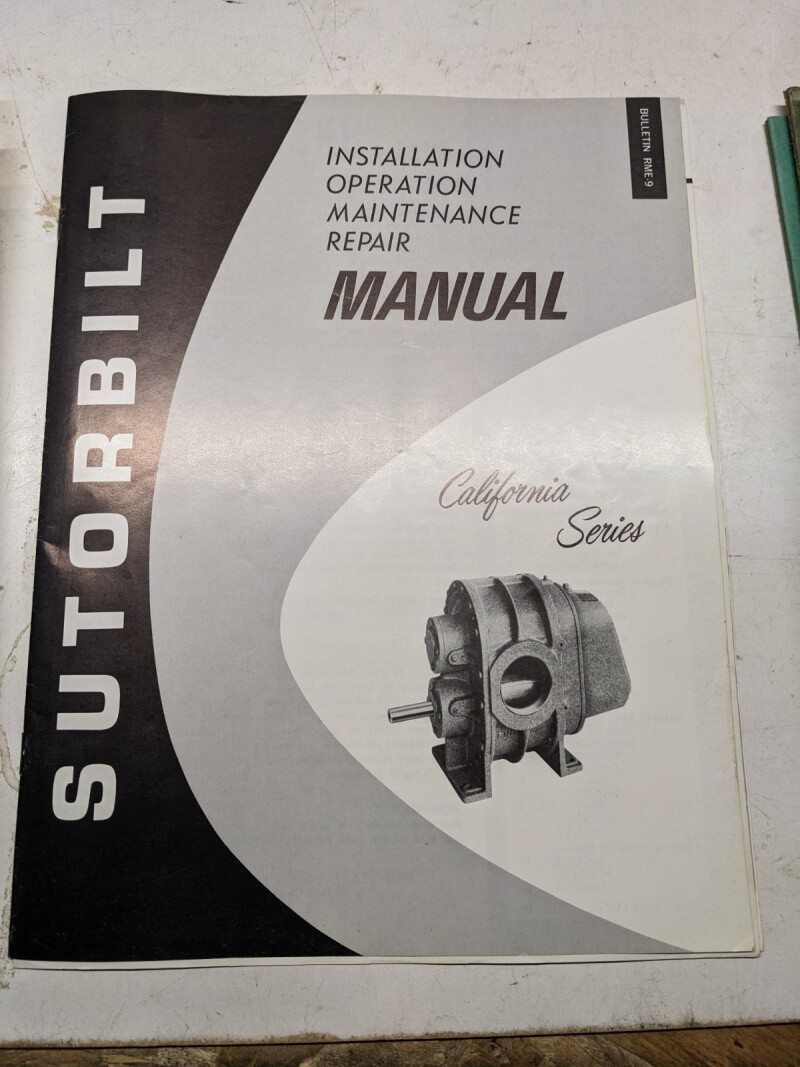 SUTORBILT
INSTALLATION
OPERATION
MAINTENANCE
REPAIR
MANUAL
BULLETIN RME-9
California
Series